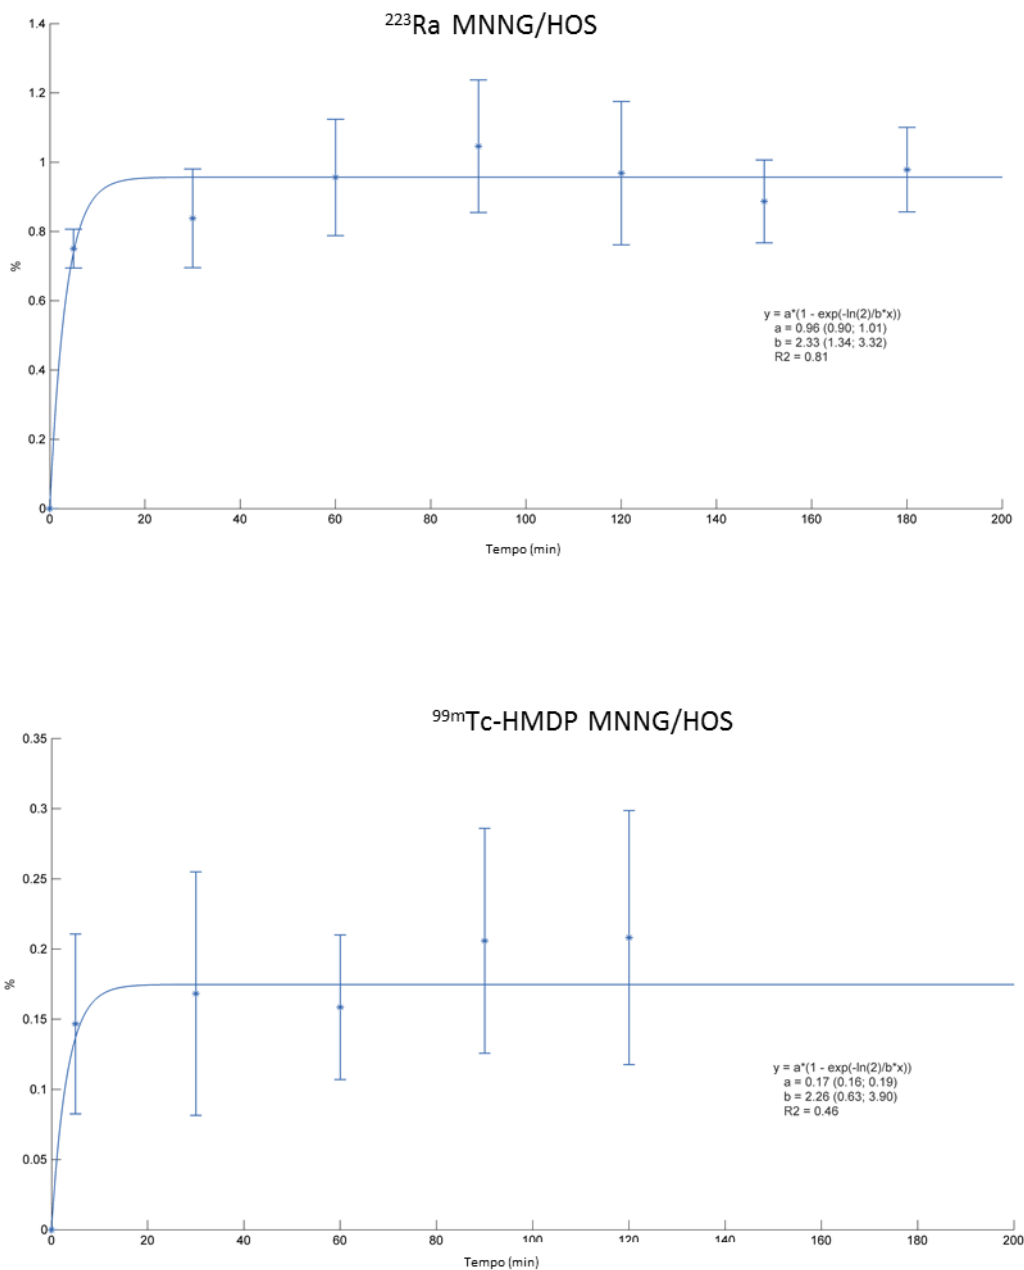 ²²³Ra MNNG/HOS
1.4
1.2
1
0.8
0.6
0.4
0.2
0
%
y = a*(1 - exp(-ln(2)/b*x))
a = 0.96 (0.90; 1.01)
b = 2.33 (1.34; 3.32)
R2 = 0.81
0 20 40 60 80 100 120 140 160 180 200
Tempo (min)
⁹⁹ᵐTc-HMDP MNNG/HOS
0.35
0.3
0.25
0.2
0.15
0.1
0.05
0
%
y = a*(1 - exp(-ln(2)/b*x))
a = 0.17 (0.16; 0.19)
b = 2.26 (0.63; 3.90)
R2 = 0.46
0 20 40 60 80 100 120 140 160 180 200
Tempo (min)